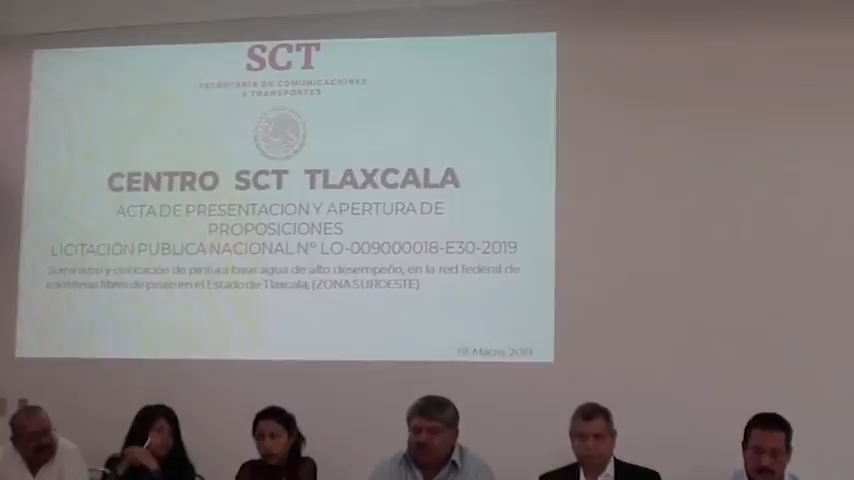 SCT
SECRETARÍA DE COMUNICACIONES
Y TRANSPORTES
CENTRO SCT TLAXCALA
ACTA DE PRESENTACION Y APERTURA DE
PROPOSICIONES
LICITACIÓN PUBLICA NACIONAL N° LO-009000018-E30-2019
Suministro y colocación de pintura base agua de alto desempeño, en la red federal de
carreteras libres de peaje en el Estado de Tlaxcala, (ZONA SUROESTE)
19, Marzo, 2019